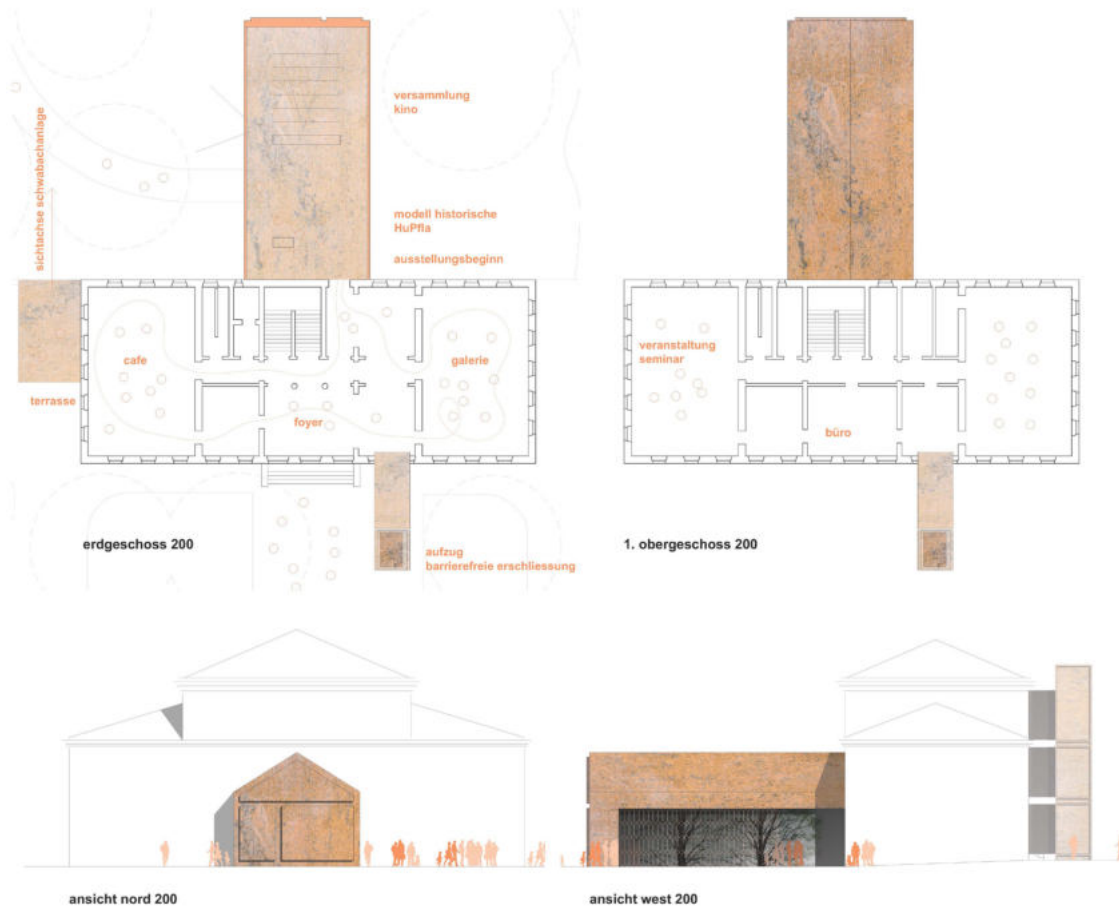 versammlung
kino
sichtachse schwabachanlage
modell historische
HuPfla
ausstellungsbeginn
cafe
galerie
terrasse
foyer
erdgeschoss 200
aufzug
barrierefreie erschliessung
veranstaltung
seminar
büro
1. obergeschoss 200
ansicht nord 200
ansicht west 200